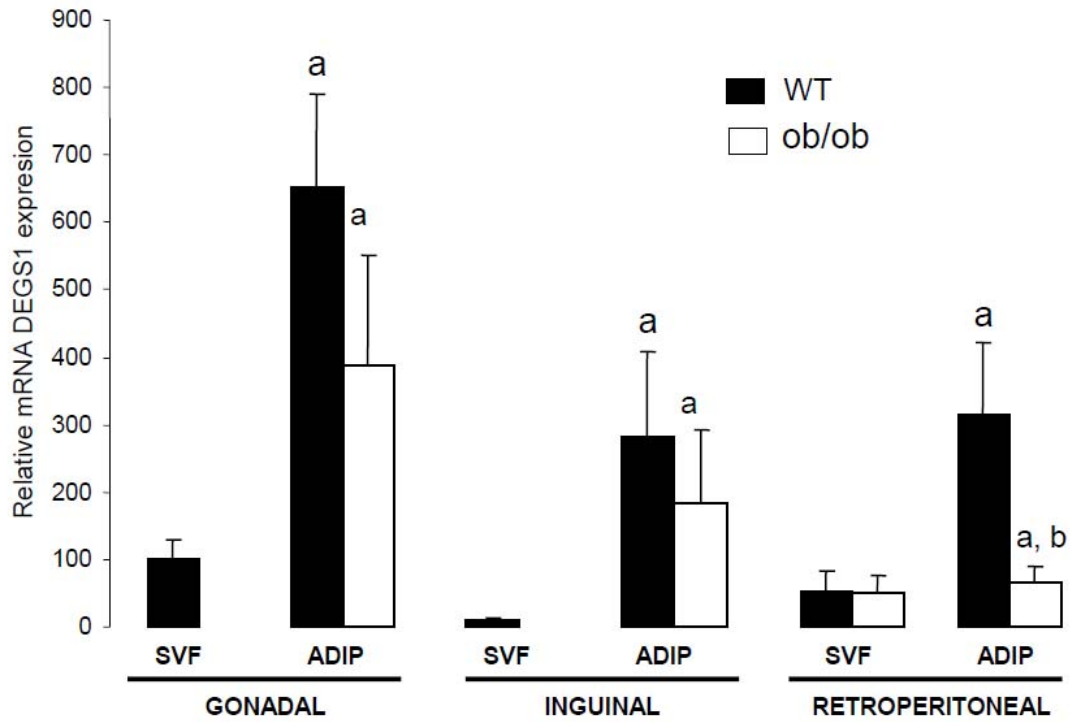 Relative mRNA DEGS1 expresion
900
800
700
600
500
400
300
200
100
0
WT
ob/ob
a
a
a
a
a
a, b
SVF ADIP SVF ADIP SVF ADIP
GONADAL INGUINAL RETROPERITONEAL